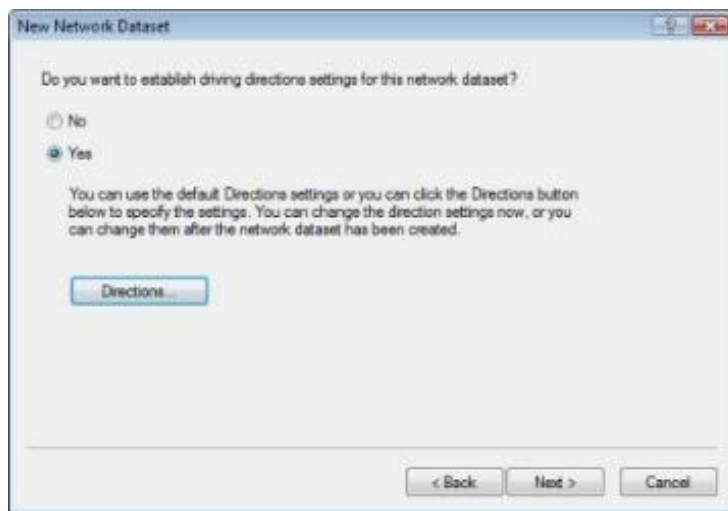 New Network Dataset
Do you want to establish driving directions settings for this network dataset?
No
Yes
You can use the default Directions settings or you can click the Directions button
below to specify the settings. You can change the direction settings now, or you
can change them after the network dataset has been created.
Directions...
< Back
Next >
Cancel